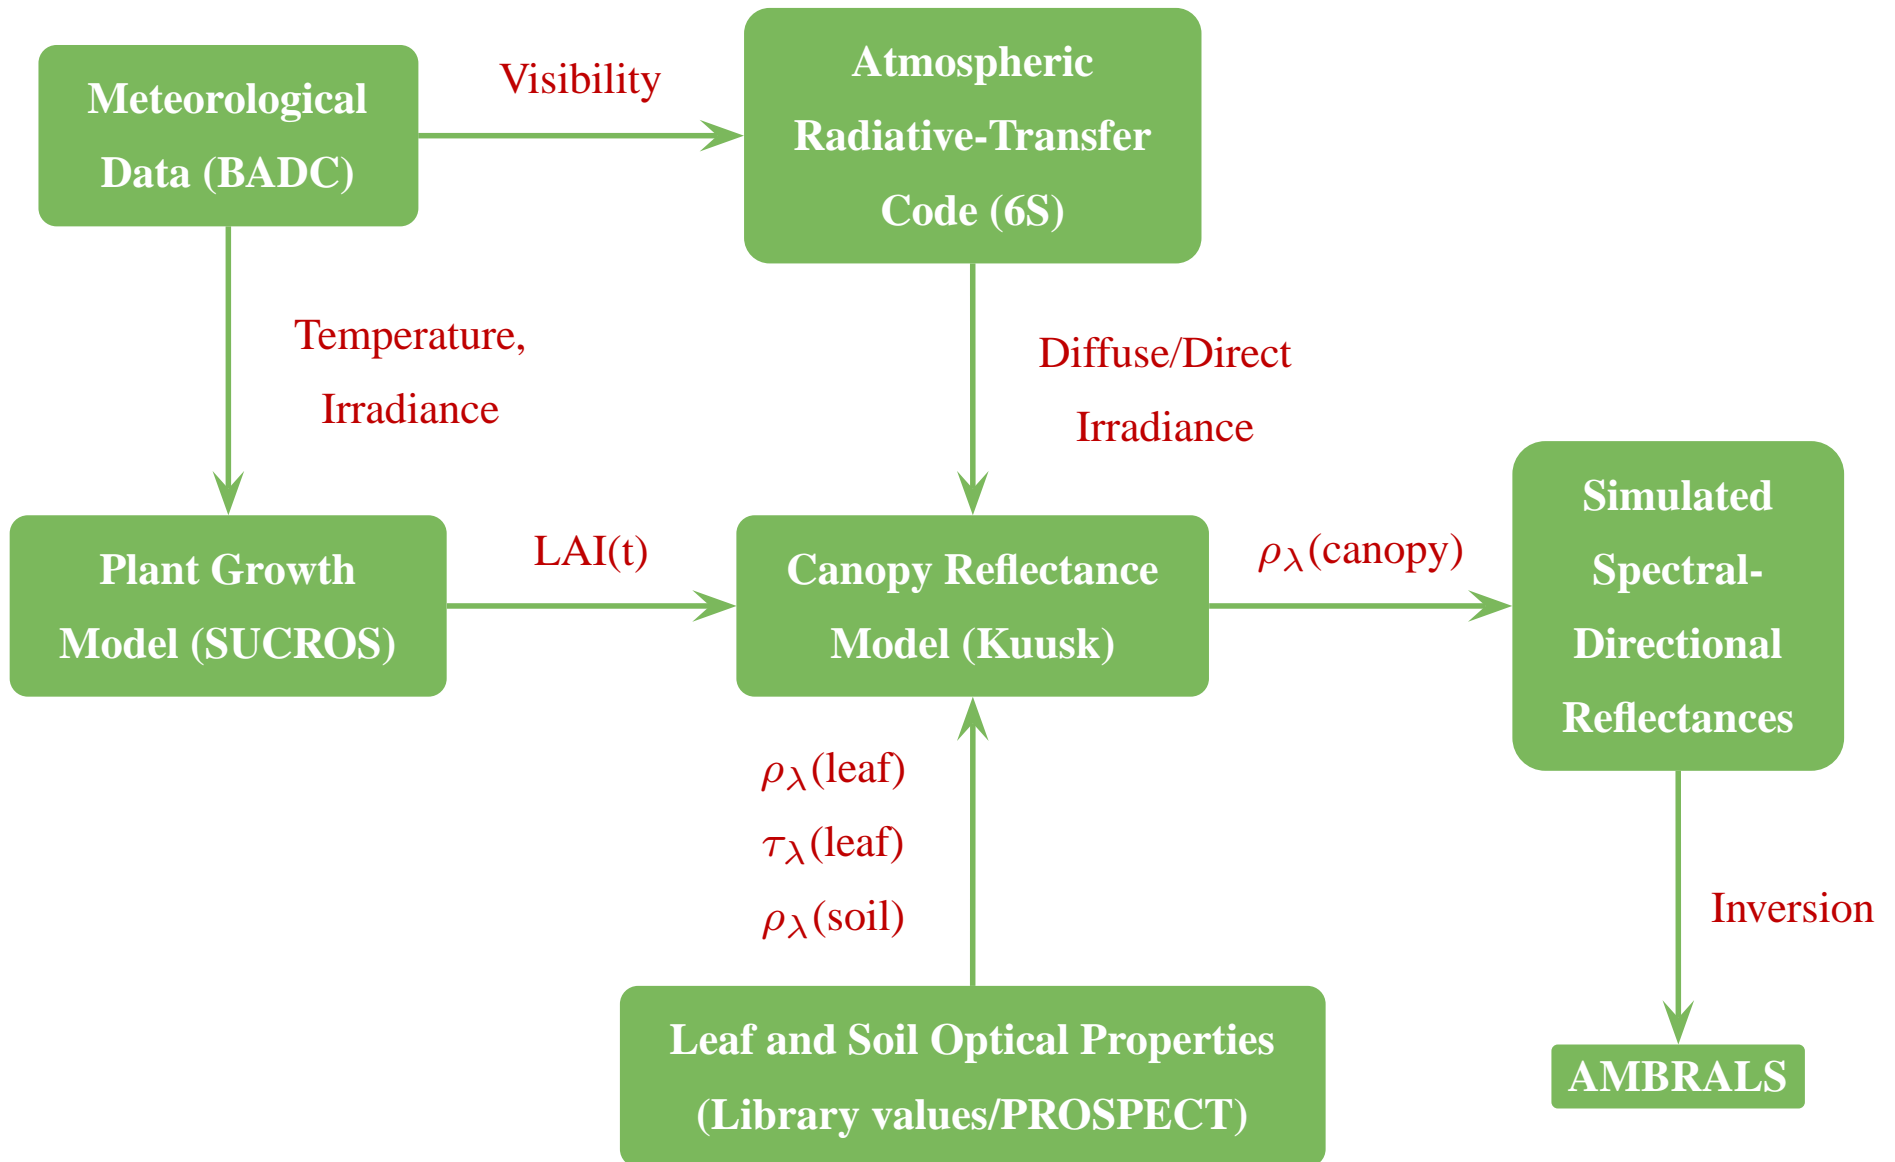 Meteorological
Data (BADC)
Visibility
Atmospheric
Radiative-Transfer
Code (6S)
Temperature,
Irradiance
Diffuse/Direct
Irradiance
Plant Growth
Model (SUCROS)
LAI(t)
Canopy Reflectance
Model (Kuusk)
ρλ(canopy)
Simulated
Spectral-
Directional
Reflectances
ρλ(leaf)
τλ(leaf)
ρλ(soil)
Inversion
Leaf and Soil Optical Properties
(Library values/PROSPECT)
AMBRALS